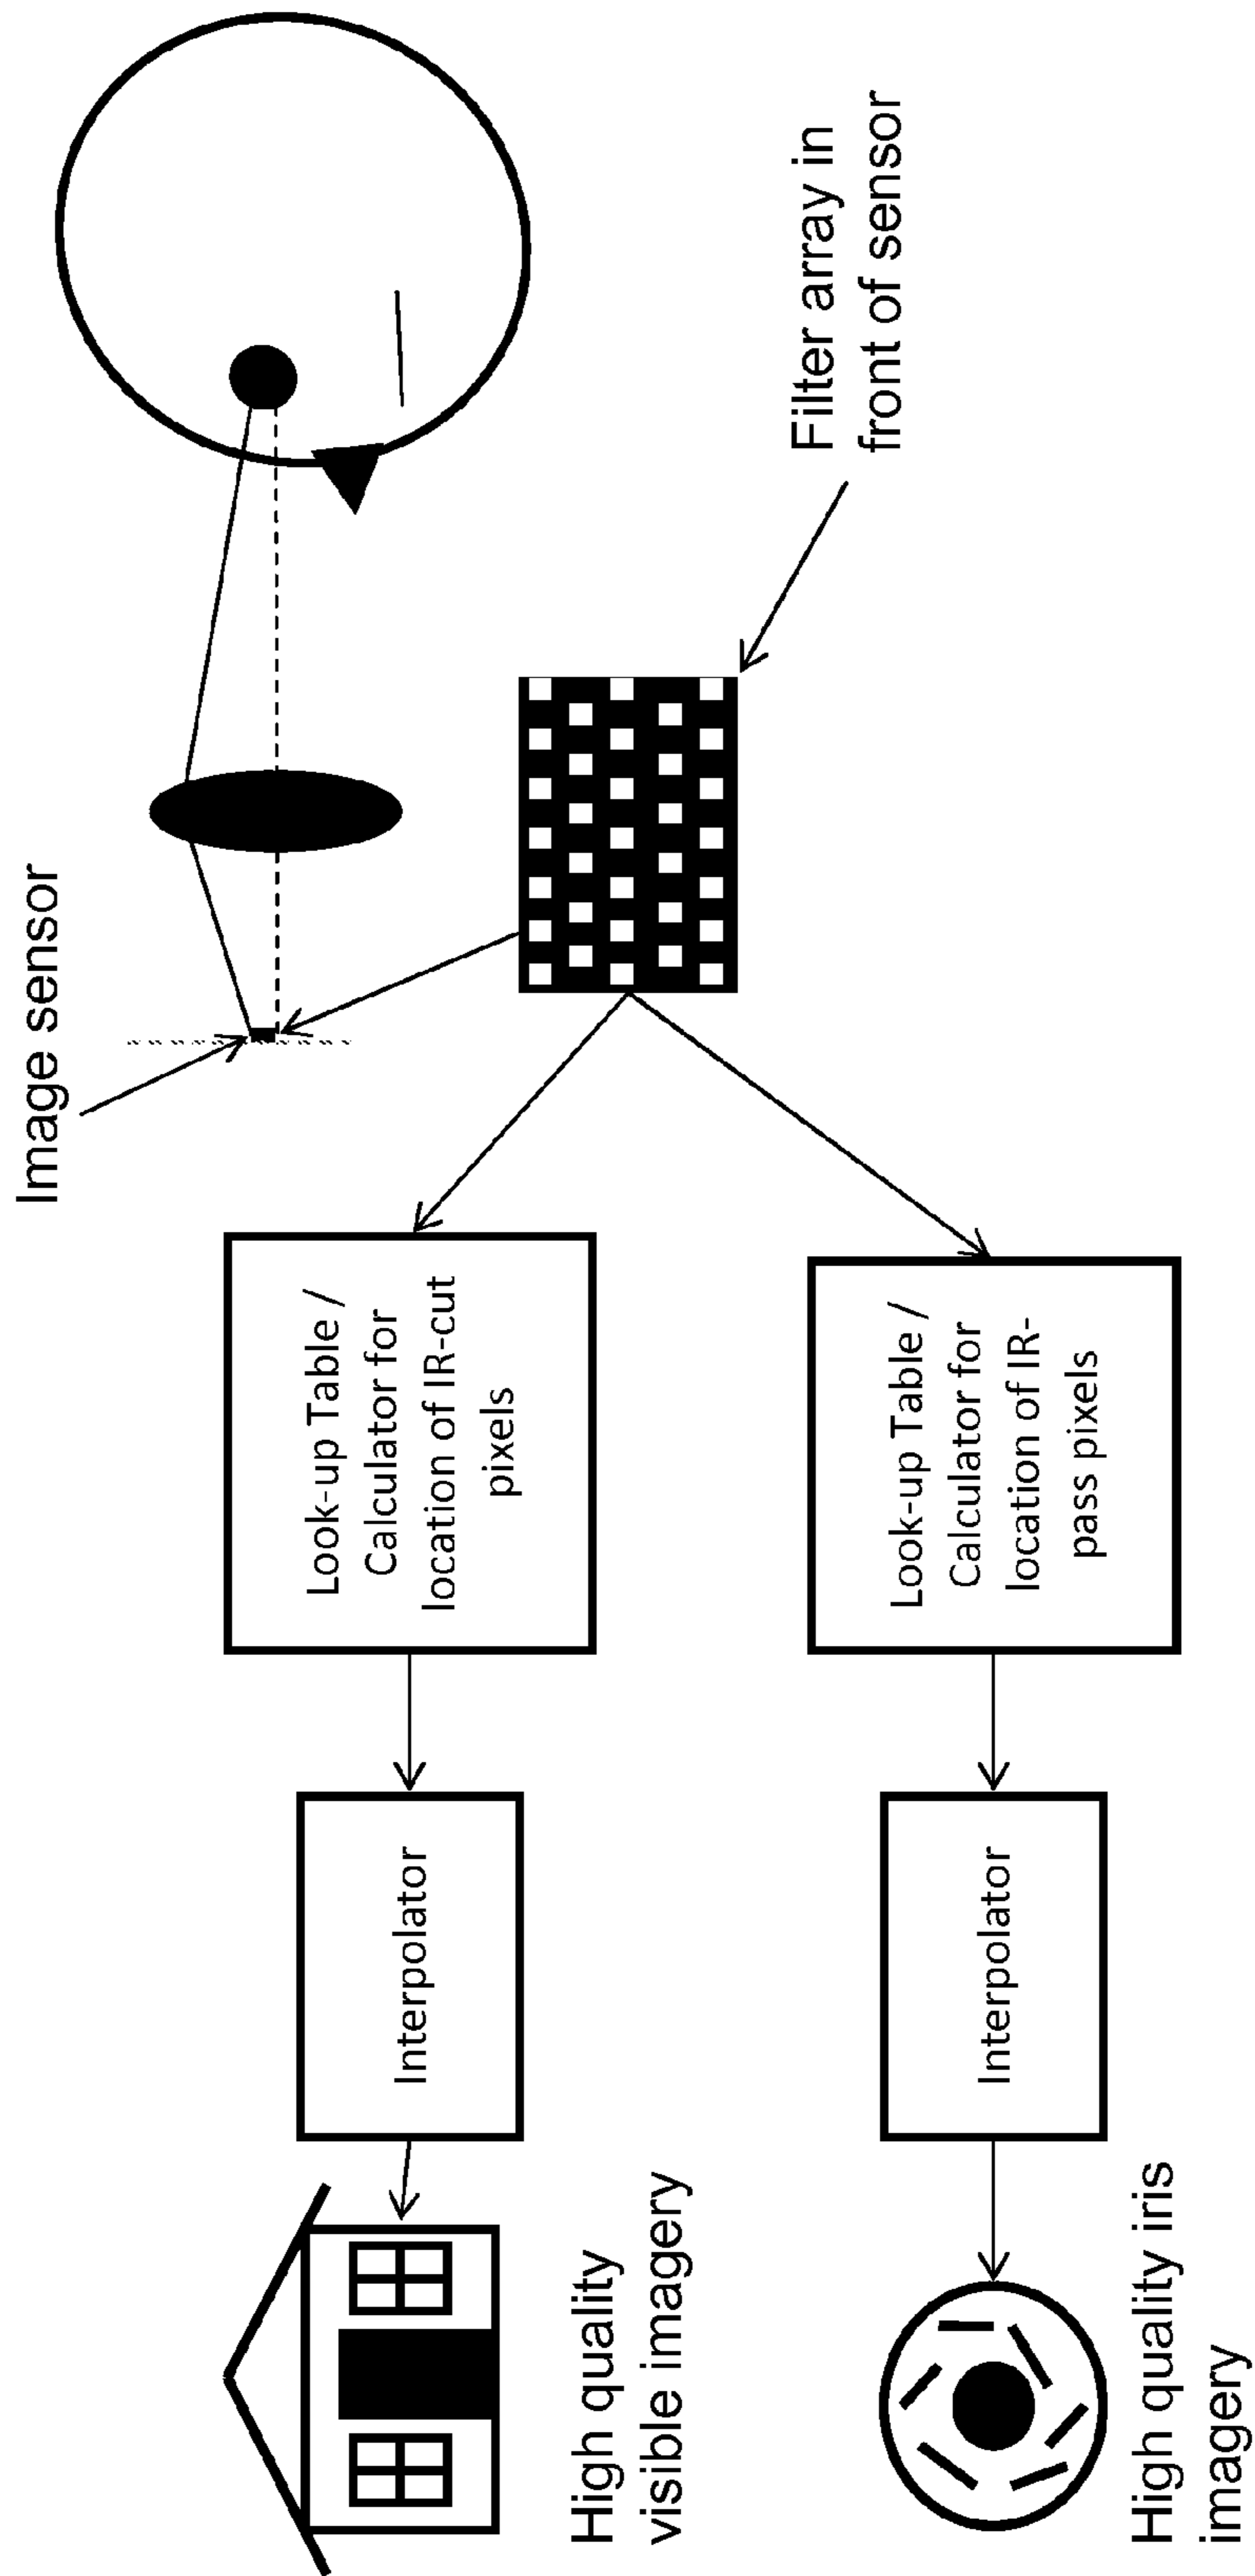 Image sensor
Filter array in
front of sensor
Look-up Table /
Calculator for
location of IR-cut
pixels
Look-up Table /
Calculator for
location of IR-
pass pixels
Interpolator
Interpolator
High quality
visible imagery
High quality iris
imagery